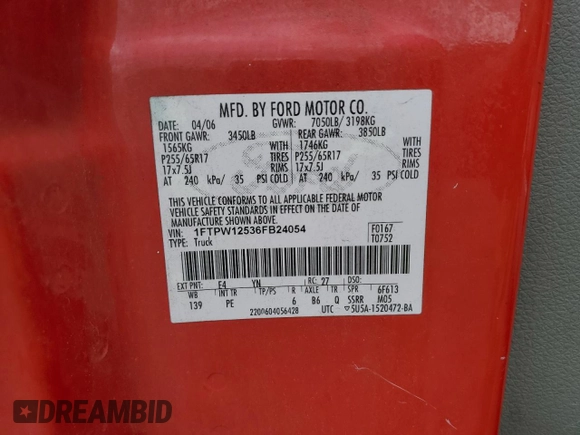 MFD. BY FORD MOTOR CO.
DATE: 04/06 GVWR: 7050LB/ 3198KG
FRONT GAWR: 3450LB REAR GAWR: 3850LB
1565KG WITH 1746KG WITH
P255/65R17 TIRES P255/65R17 TIRES
17x7.5J RIMS 17x7.5J RIMS
AT 240 kPa/ 35 PSI COLD AT 240 kPa/ 35 PSI COLD
THIS VEHICLE CONFORMS TO ALL APPLICABLE FEDERAL MOTOR
VEHICLE SAFETY STANDARDS IN EFFECT ON THE DATE OF
MANUFACTURE SHOWN ABOVE.
VIN: 1FTPW12536FB24054 F0167
TYPE: Truck T0752
EXT PNT: F4 YN RC: 27 DSO:
WB INT TR TP/PS R AXLE TR SPR 6F613
139 PE 6 B6 Q SSRR M05
2200604056428 UTC ▽5U5A-1520472-BA
DREAMBID